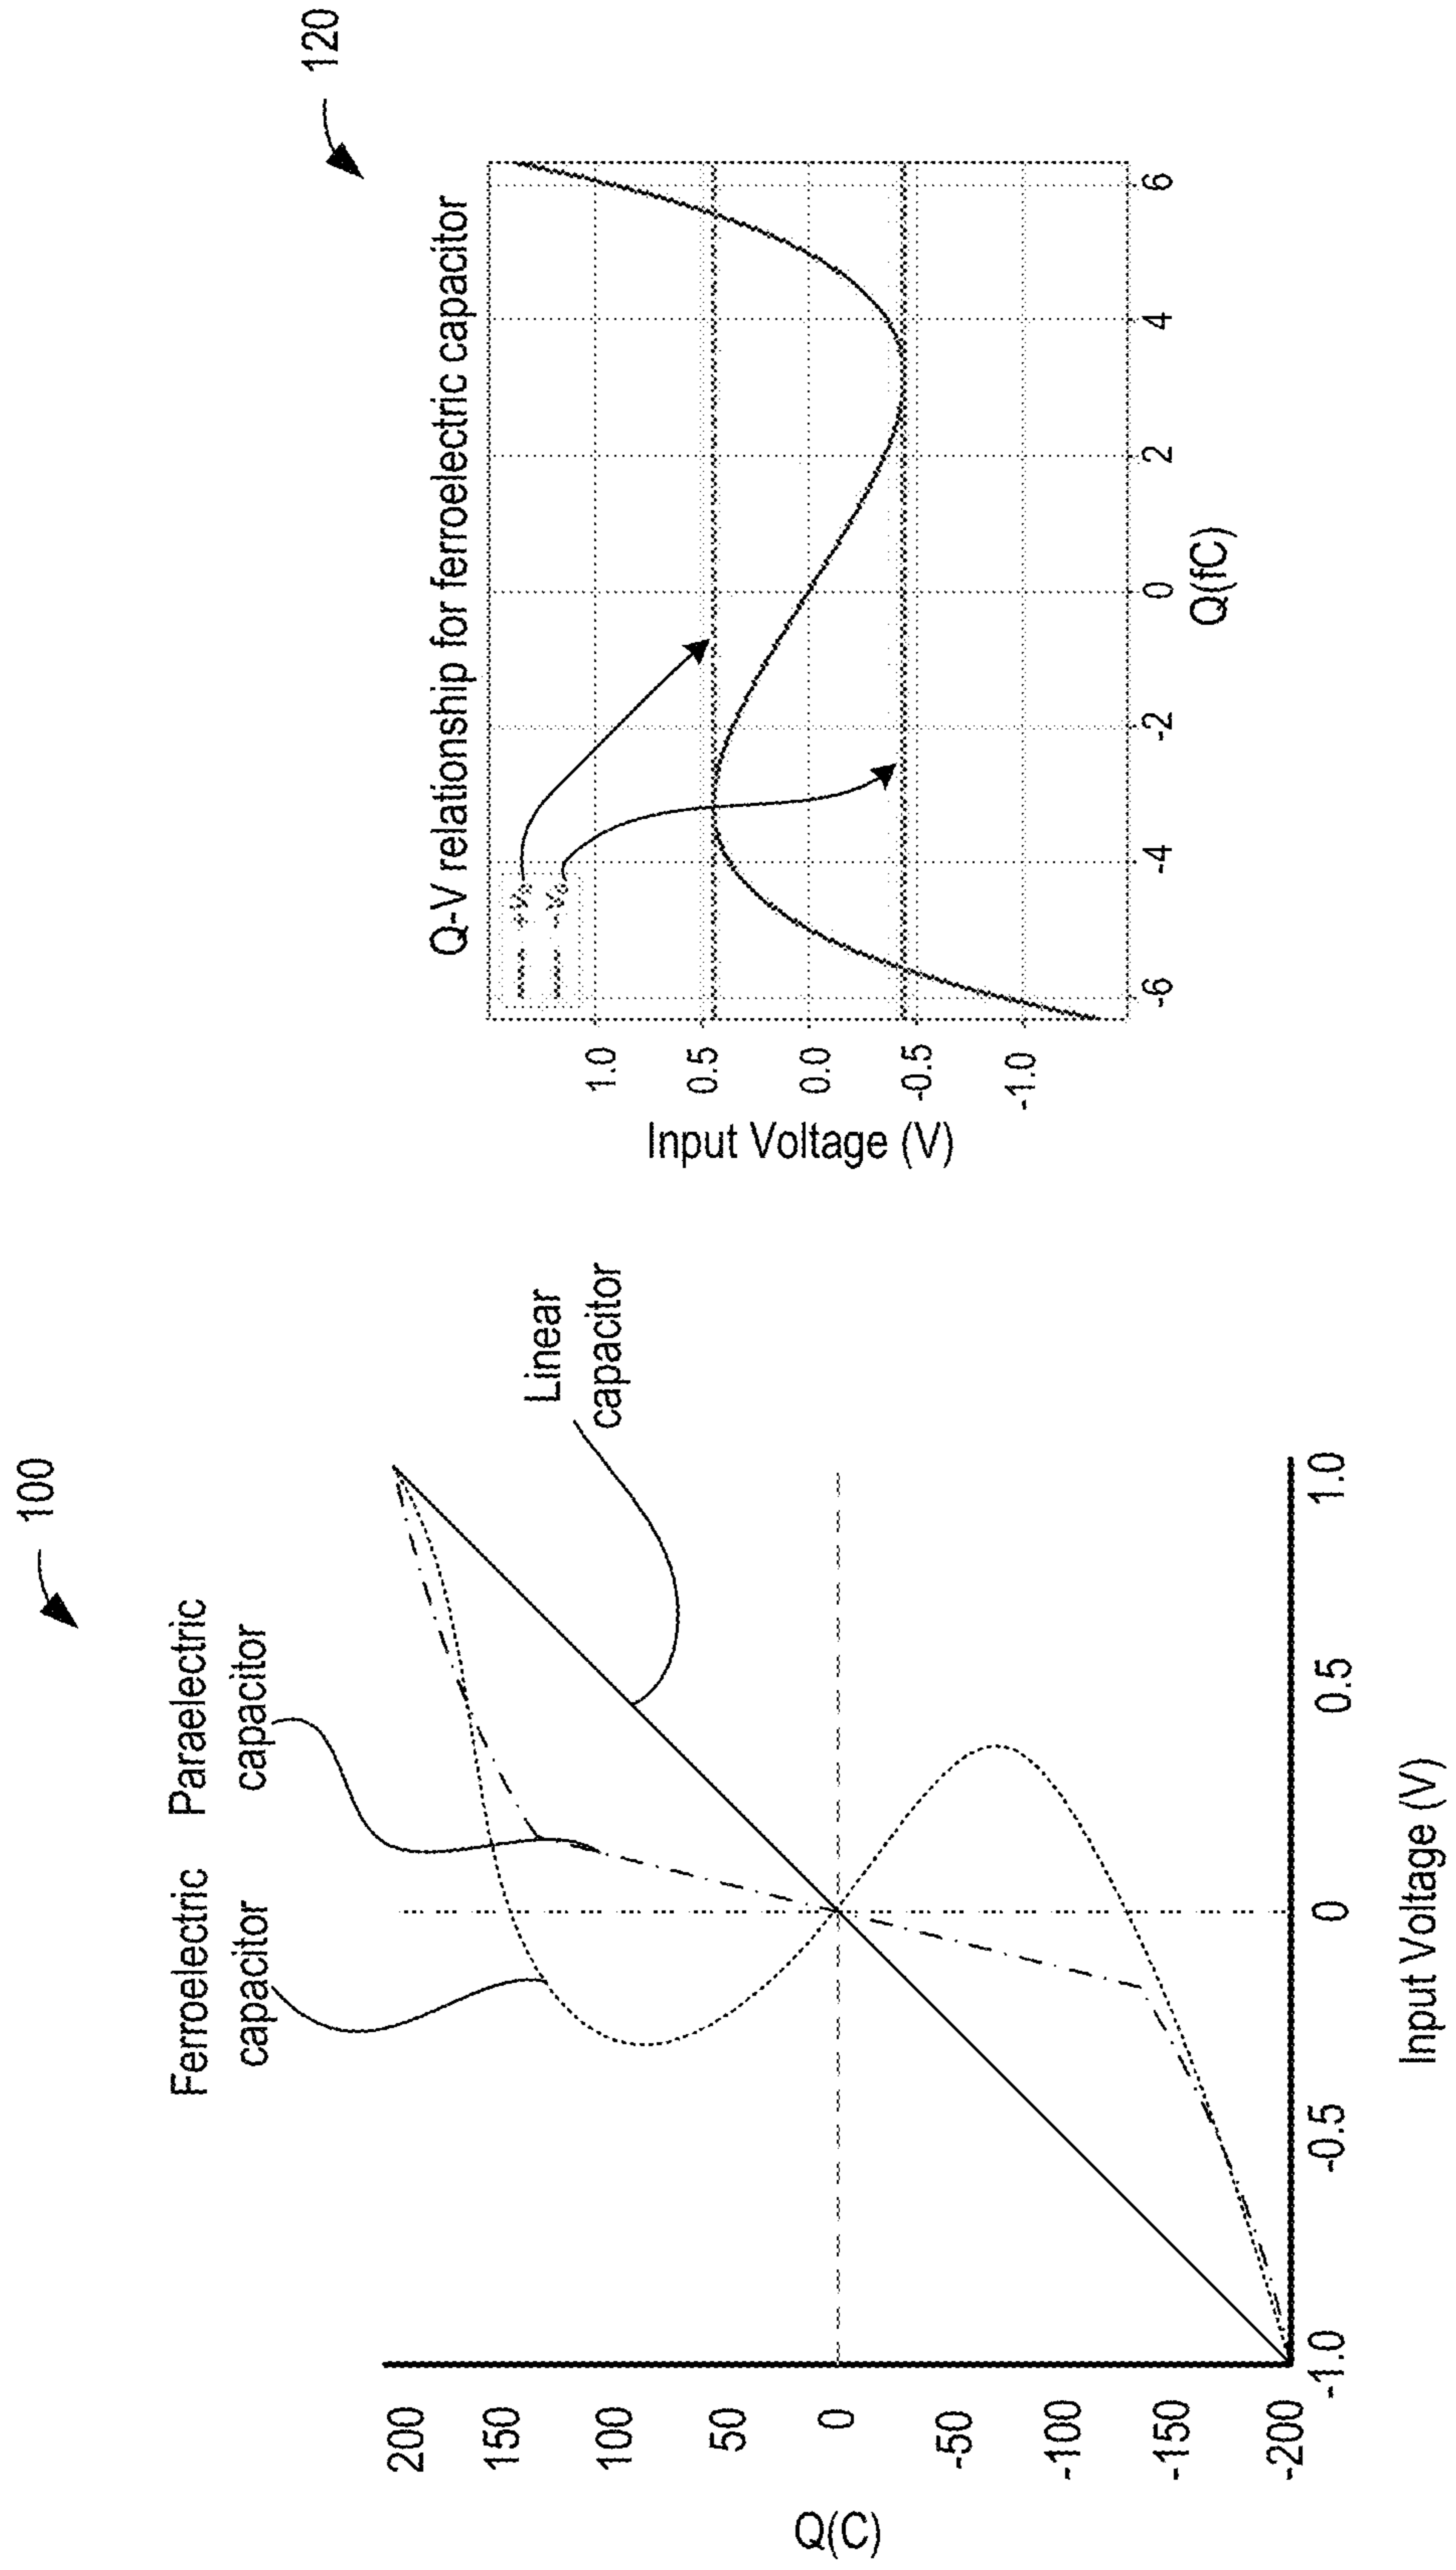 100
Ferroelectric
capacitor
Paraelectric
capacitor
Linear
capacitor
Q(C)
200
150
100
50
0
-50
-100
-150
-200
-1.0
-0.5
0
0.5
1.0
Input Voltage (V)
120
Q-V relationship for ferroelectric capacitor
Input Voltage (V)
1.0
0.5
0.0
-0.5
-1.0
-6
-4
-2
0
2
4
6
Q(fC)